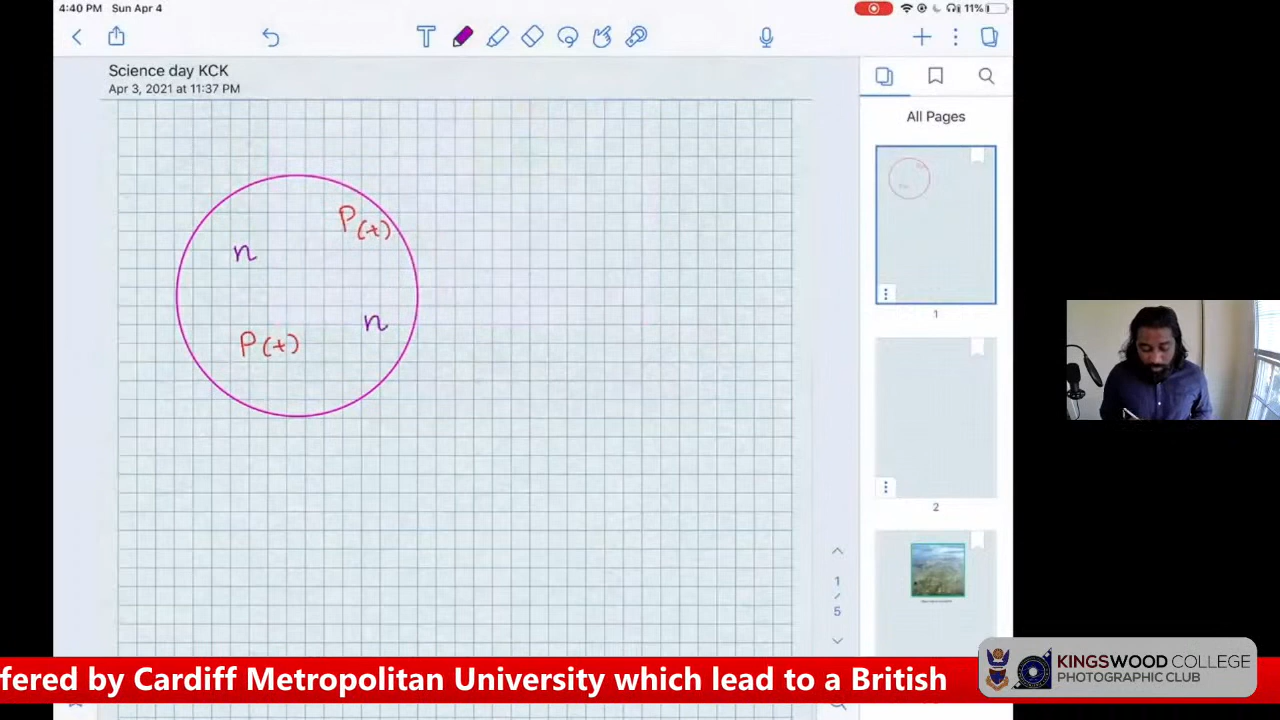 4:40 PM Sun Apr 4
11%
T
Science day KCK
Apr 3, 2021 at 11:37 PM
All Pages
P(+)
n
n
P(+)
1
2
1
/
5
fered by Cardiff Metropolitan University which lead to a British
KINGSWOOD COLLEGE
PHOTOGRAPHIC CLUB